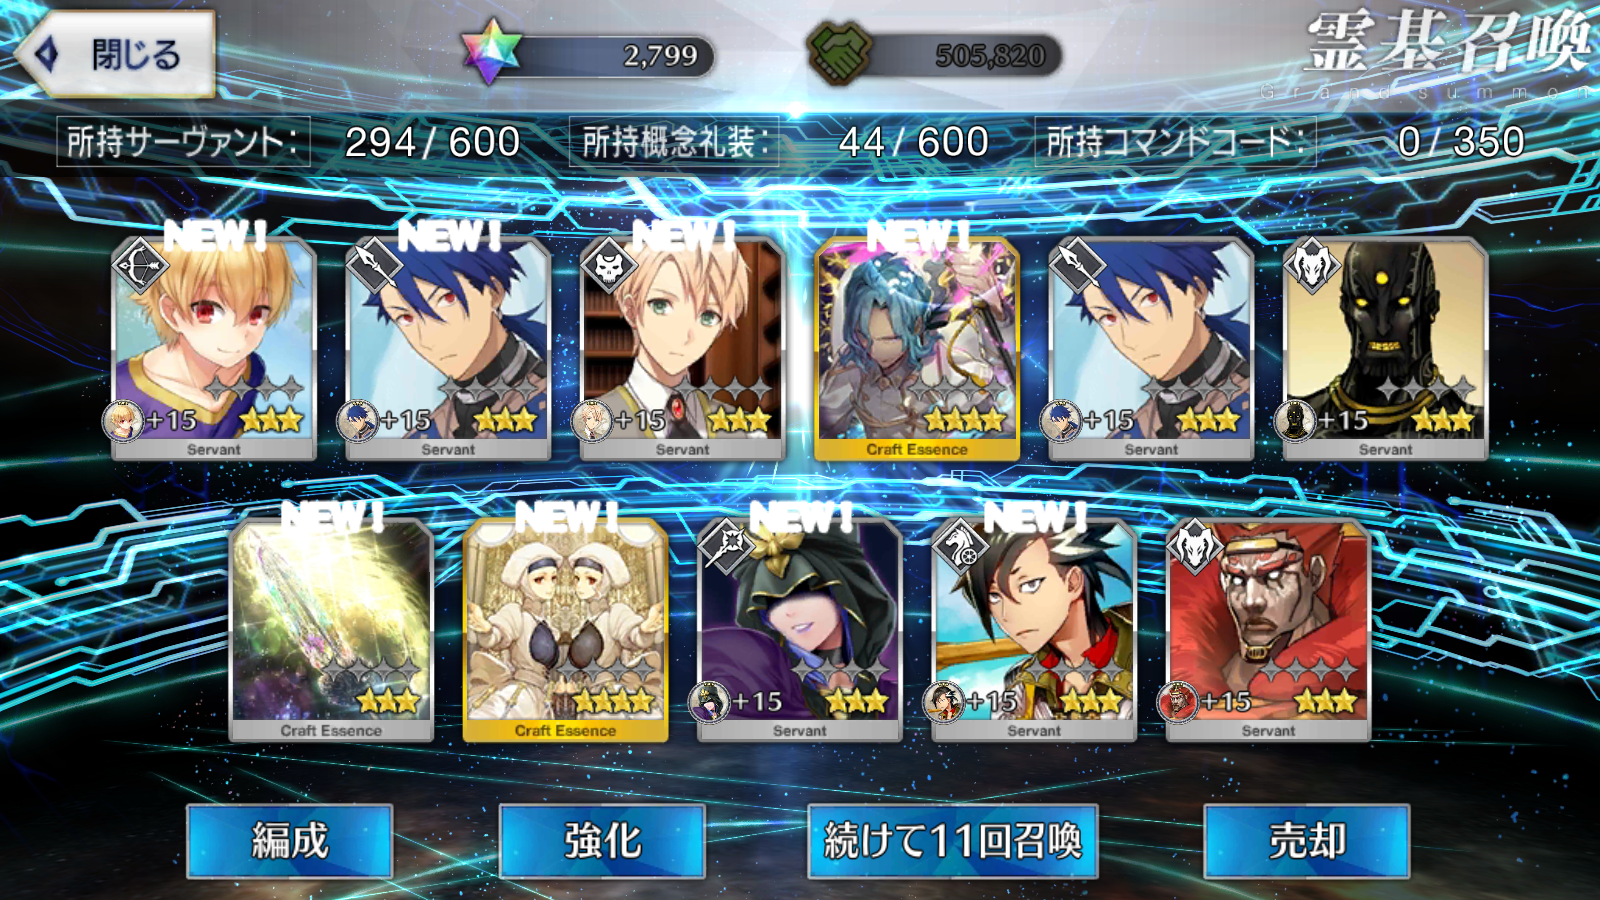 閉じる
2,799
505,820
霊基召喚
Grand summon
所持サーヴァント: 294/ 600
所持概念礼装: 44/ 600
所持コマンドコード: 0/ 350
NEW! NEW! NEW! NEW!
+15 +15 +15 +15 +15
Servant Servant Servant Craft Essence Servant Servant
NEW! NEW! NEW! NEW!
+15 +15 +15
Craft Essence Craft Essence Servant Servant Servant
編成
強化
続けて11回召喚
売却